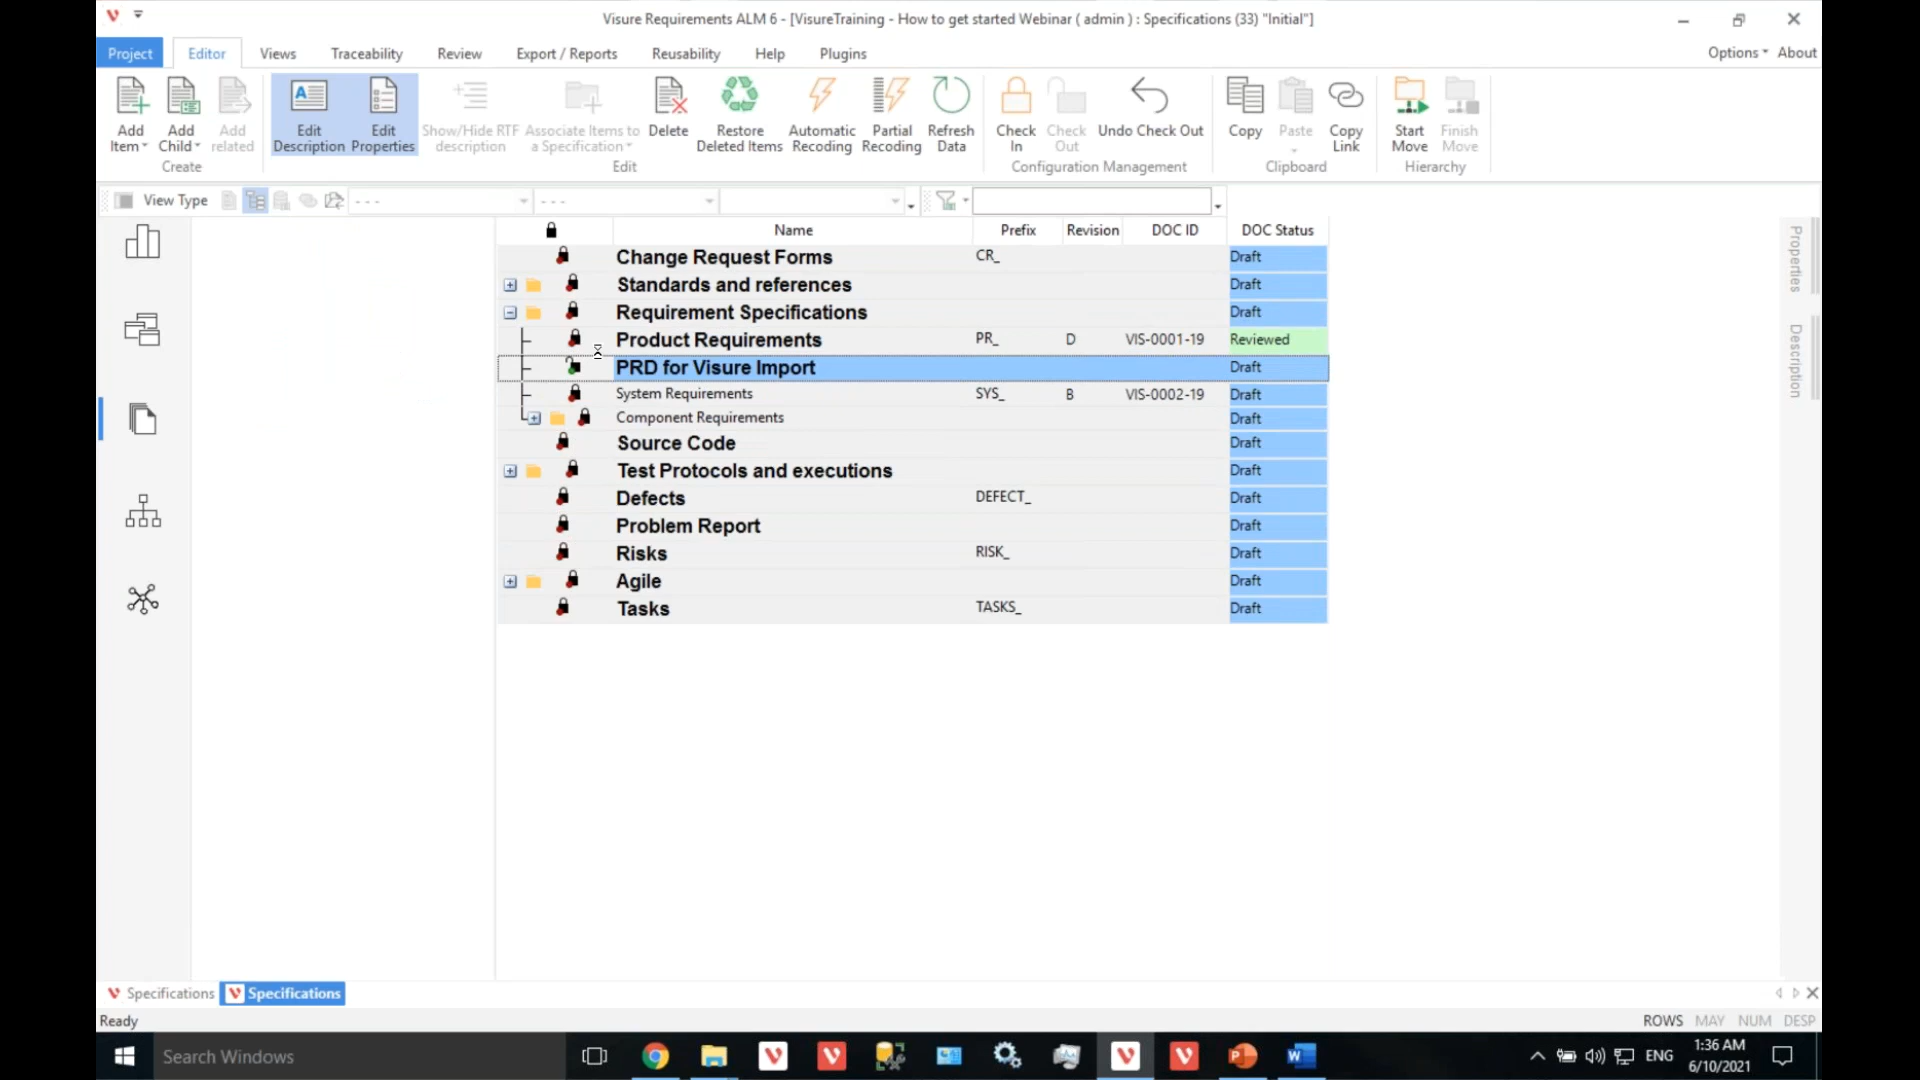 Visure Requirements ALM 6 - [VisureTraining - How to get started Webinar ( admin ) : Specifications (33) "Initial"]
Project Editor Views Traceability Review Export / Reports Reusability Help Plugins Options About
Add Item Add Child Add related Edit Description Edit Properties Show/Hide RTF description Associate Items to a Specification Delete Restore Deleted Items Automatic Recoding Partial Recoding Refresh Data Check In Check Out Undo Check Out Copy Paste Copy Link Start Move Finish Move
Create Edit Configuration Management Clipboard Hierarchy
View Type --- ---
Name Prefix Revision DOC ID DOC Status
Change Request Forms CR_ Draft
Standards and references Draft
Requirement Specifications Draft
Product Requirements PR_ D VIS-0001-19 Reviewed
PRD for Visure Import Draft
System Requirements SYS_ B VIS-0002-19 Draft
Component Requirements Draft
Source Code Draft
Test Protocols and executions Draft
Defects DEFECT_ Draft
Problem Report Draft
Risks RISK_ Draft
Agile Draft
Tasks TASKS_ Draft
Properties
Description
Specifications Specifications
Ready ROWS MAY NUM DESP
Search Windows ENG 1:36 AM
6/10/2021